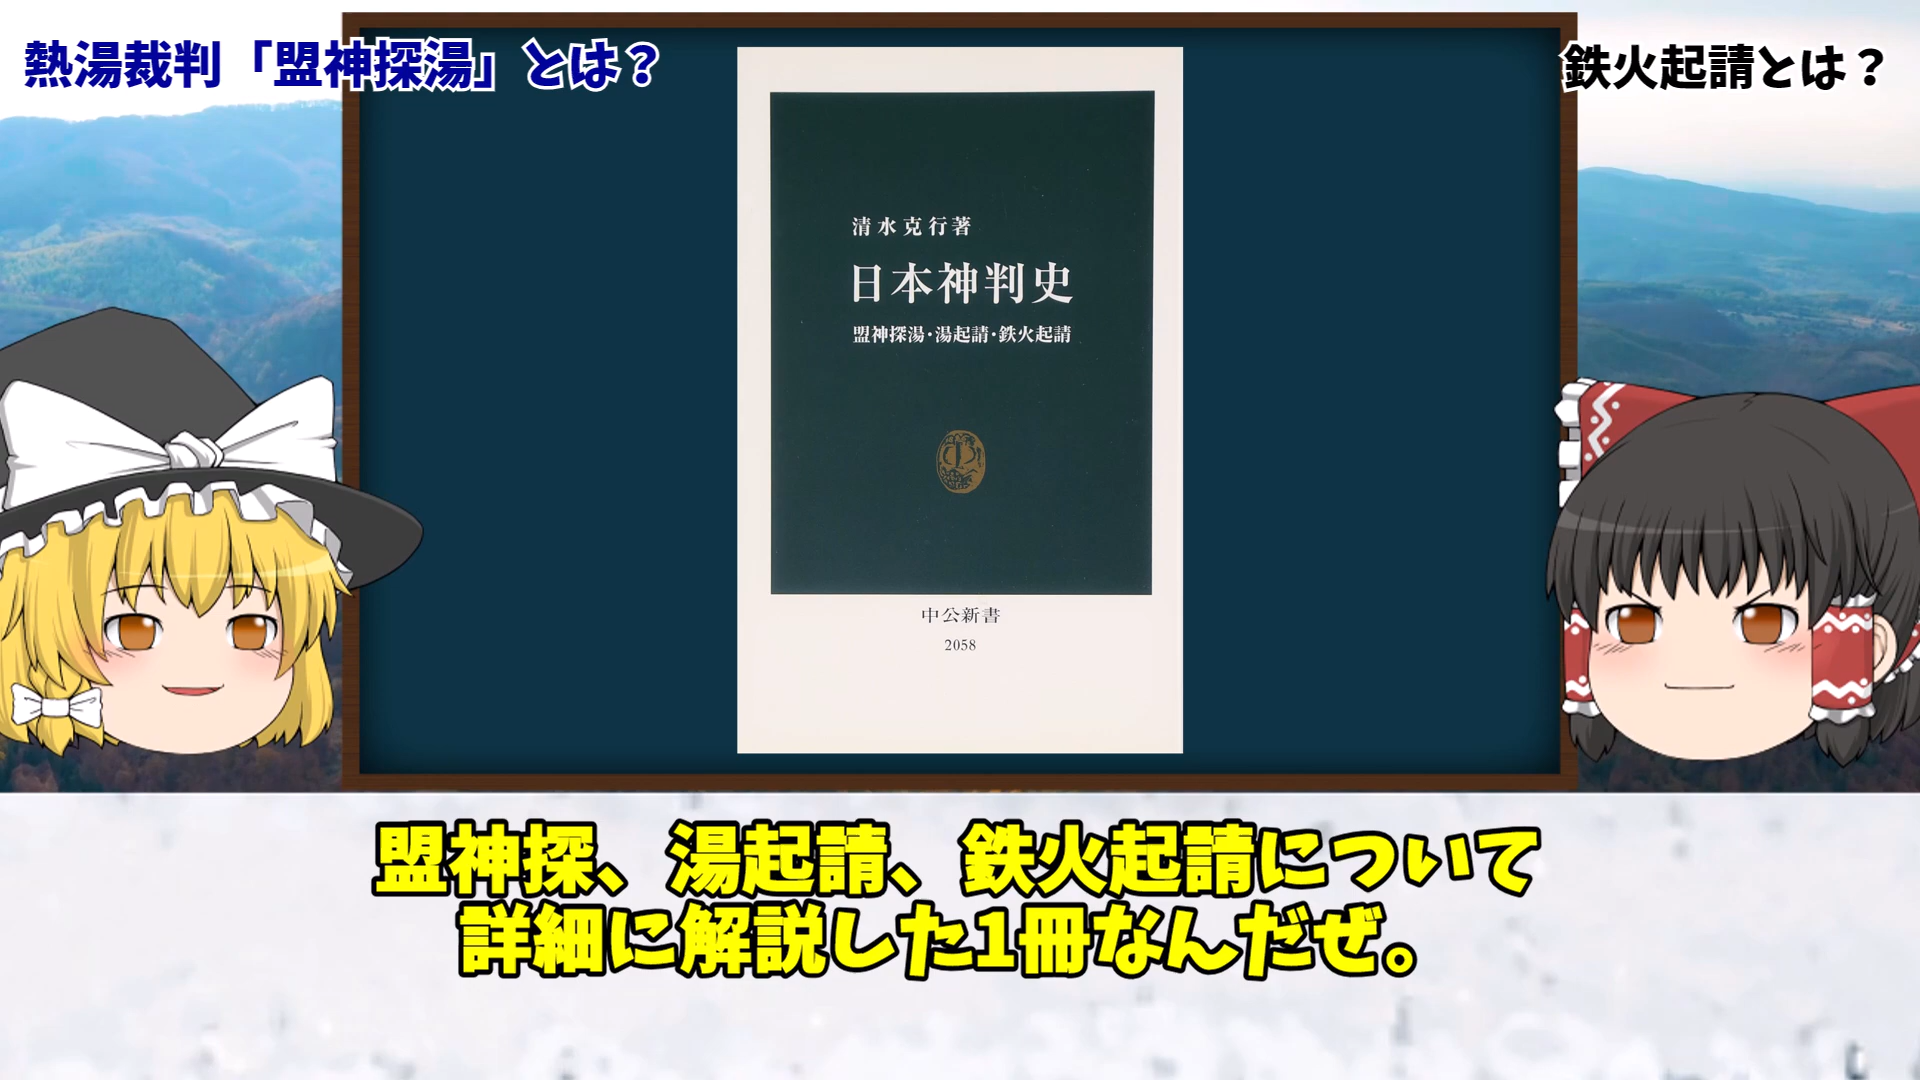 熱湯裁判「盟神探湯」とは？
鉄火起請とは？
清水克行著
日本神判史
盟神探湯・湯起請・鉄火起請
中公新書
2058
盟神探、湯起請、鉄火起請について
詳細に解説した1冊なんだぜ。